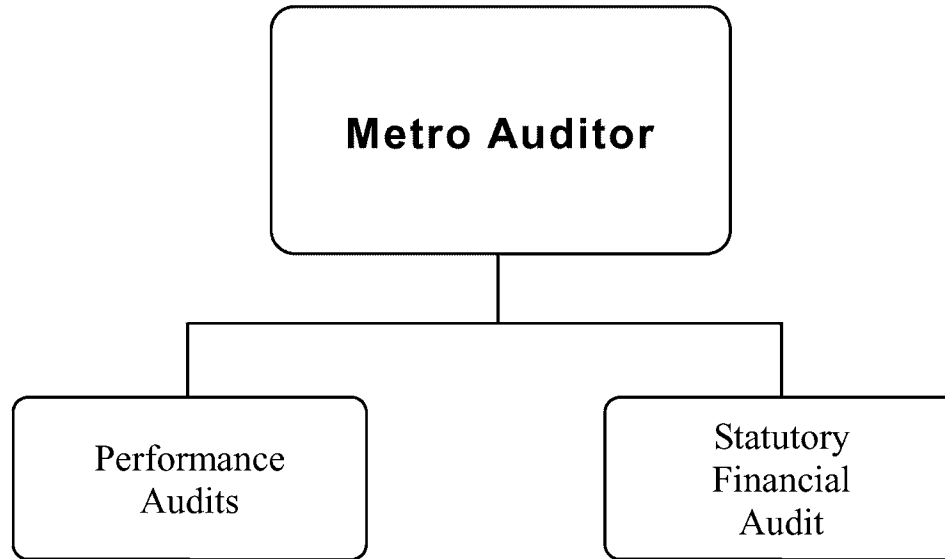 Metro Auditor
Performance
Audits
Statutory
Financial
Audit